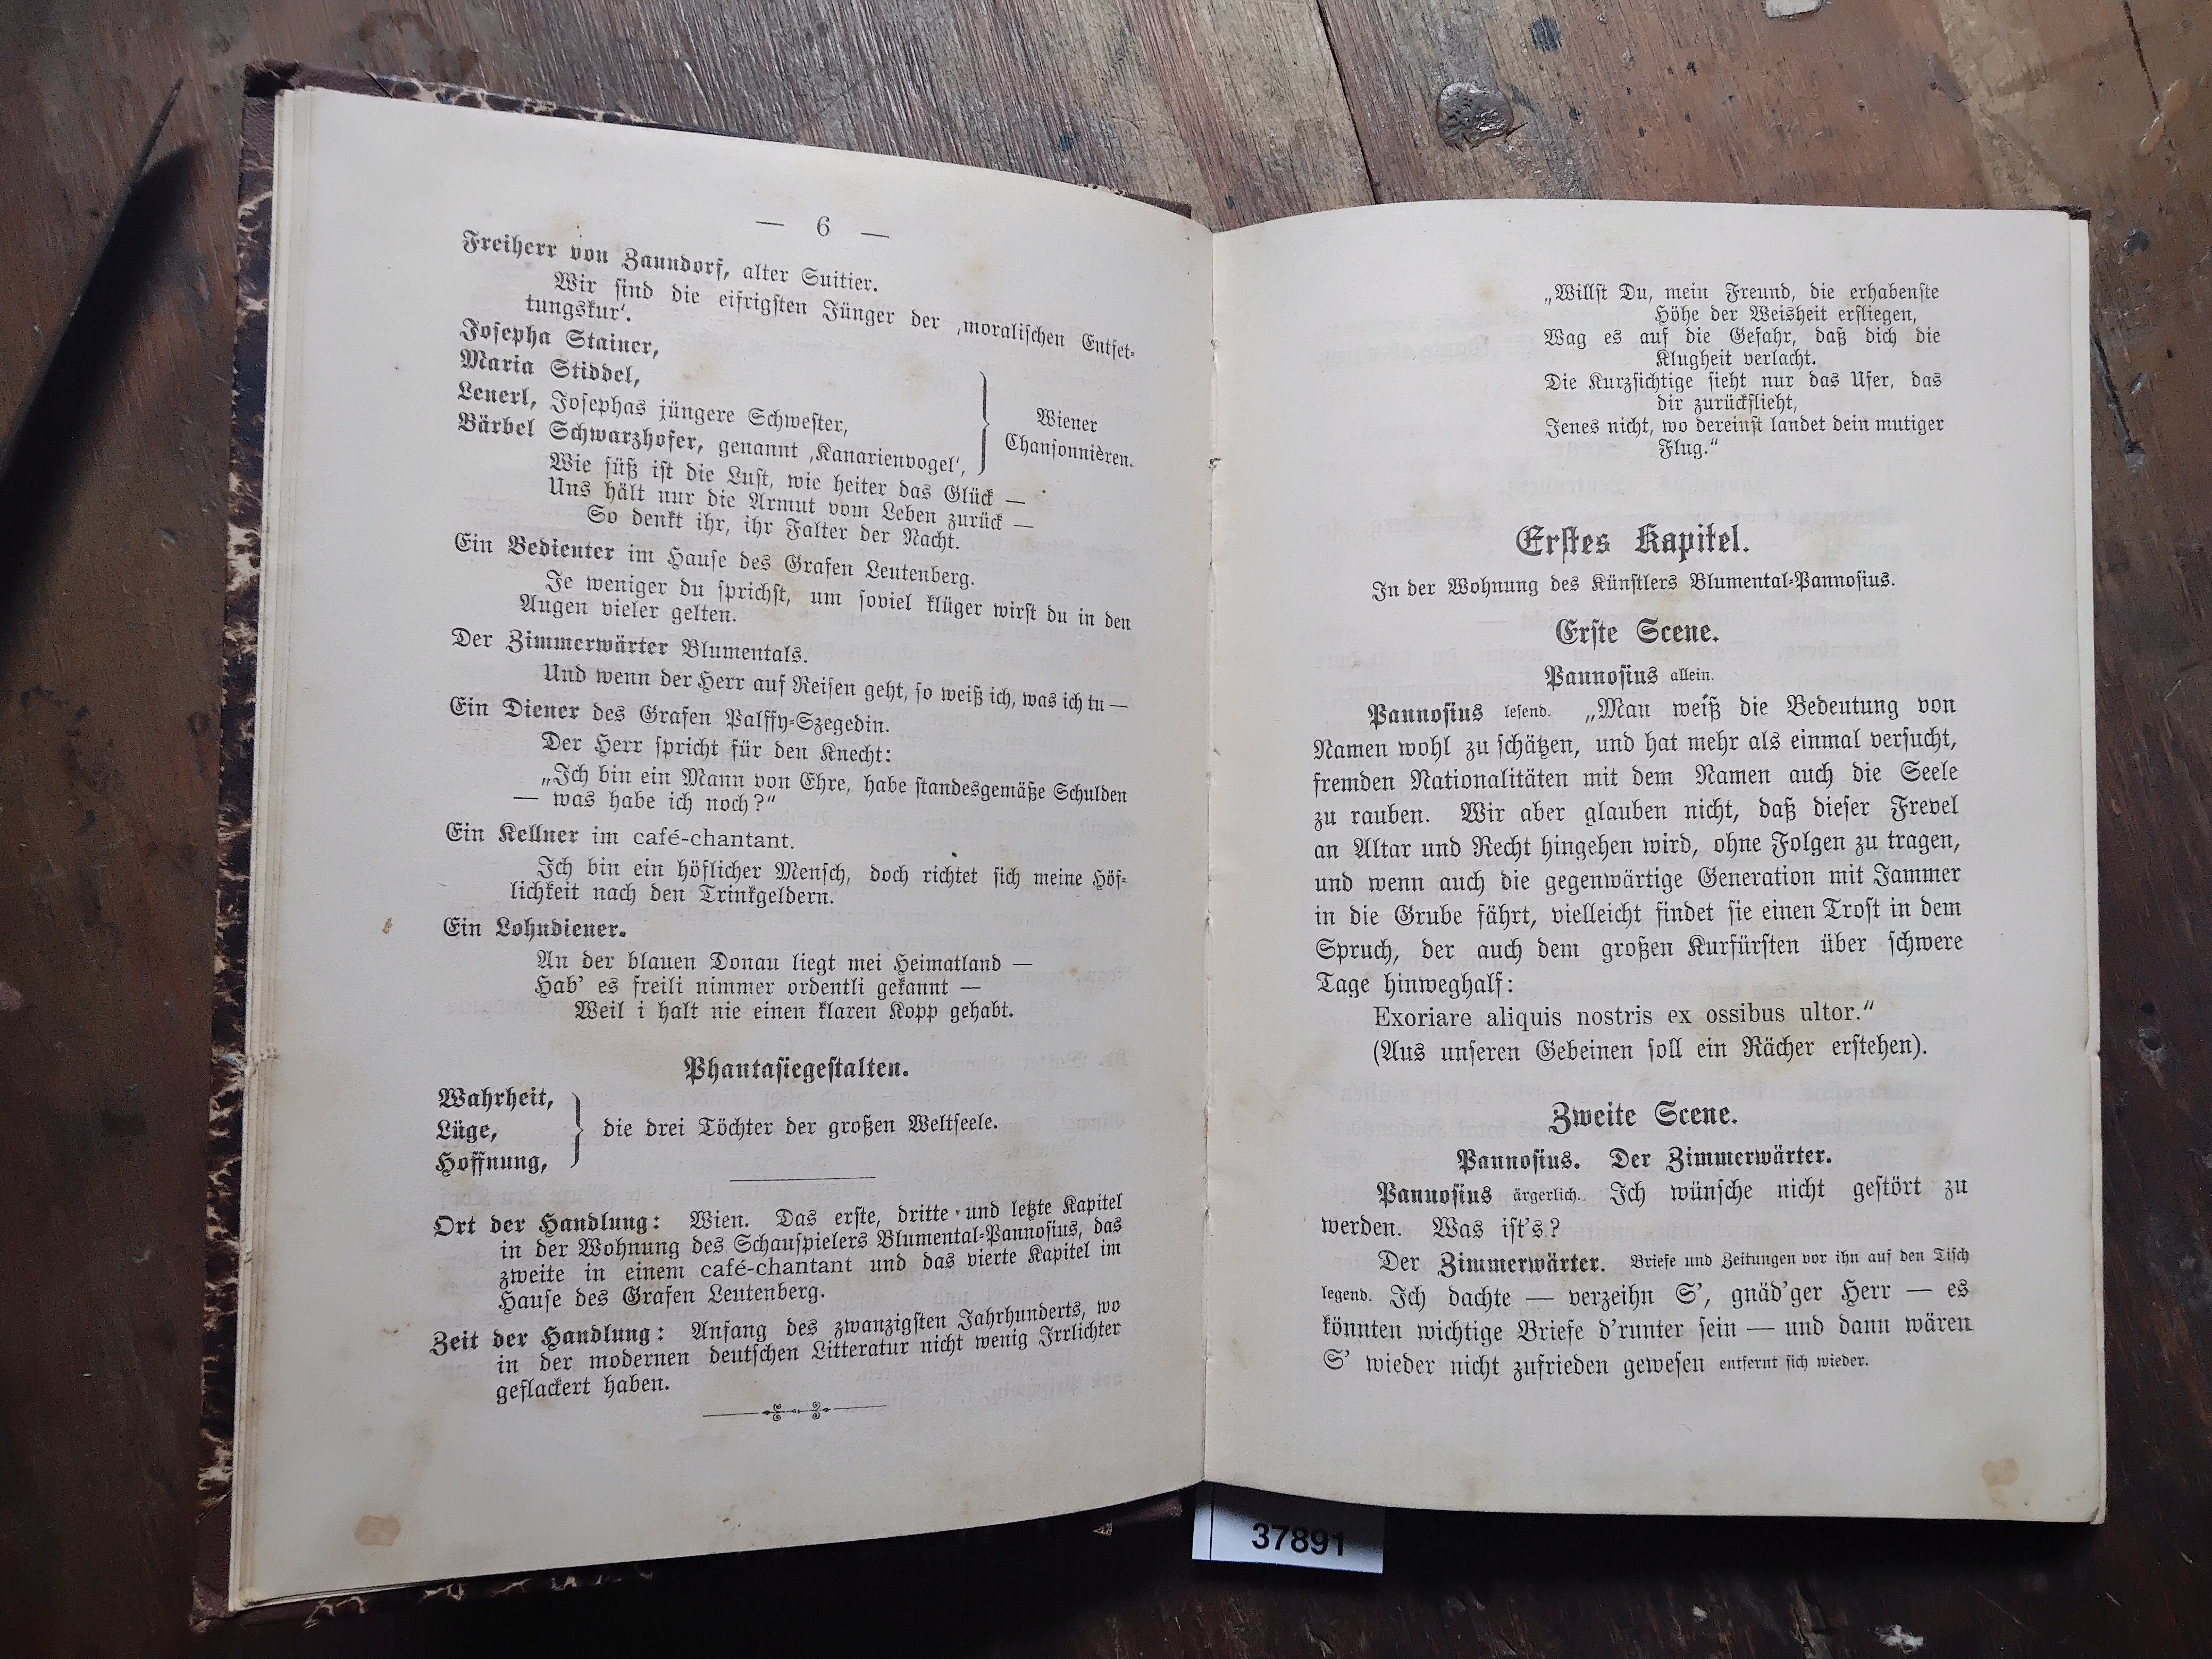 — 6 —
Freiherr von Zaundorf, alter Suitier.
Wir sind die eifrigsten Jünger der ‚moralischen Entfet-
tungskur‘.
Josepha Stainer,
Maria Stiddel,
Lenerl, Josephas jüngere Schwester,
Bärbel Schwarzhofer, genannt ‚Kanarienvogel‘,
Wiener
Chansonnièren.
Wie süß ist die Lust, wie heiter das Glück —
Uns hält nur die Armut vom Leben zurück —
So denkt ihr, ihr Falter der Nacht.
Ein Bedienter im Hause des Grafen Leutenberg.
Je weniger du sprichst, um soviel klüger wirst du in den
Augen vieler gelten.
Der Zimmerwärter Blumentals.
Und wenn der Herr auf Reisen geht, so weiß ich, was ich tu —
Ein Diener des Grafen Palffy-Szegedin.
Der Herr spricht für den Knecht:
„Ich bin ein Mann von Ehre, habe standesgemäße Schulden
— was habe ich noch?“
Ein Kellner im café-chantant.
Ich bin ein höflicher Mensch, doch richtet sich meine Höf-
lichkeit nach den Trinkgeldern.
Ein Lohndiener.
An der blauen Donau liegt mei Heimatland —
Hab’ es freili nimmer ordentli gekannt —
Weil i halt nie einen klaren Kopp gehabt.
Phantasiegestalten.
Wahrheit,
Lüge,
Hoffnung,
die drei Töchter der großen Weltseele.
Ort der Handlung: Wien. Das erste, dritte und letzte Kapitel
in der Wohnung des Schauspielers Blumental-Pannosius, das
zweite in einem café-chantant und das vierte Kapitel im
Hause des Grafen Leutenberg.
Zeit der Handlung: Anfang des zwanzigsten Jahrhunderts, wo
in der modernen deutschen Litteratur nicht wenig Irrlichter
geflackert haben.
„Willst Du, mein Freund, die erhabenste
Höhe der Weisheit erfliegen,
Wag es auf die Gefahr, daß dich die
Klugheit verlacht.
Die Kurzsichtige sieht nur das Ufer, das
dir zurückflieht,
Jenes nicht, wo dereinst landet dein mutiger
Flug.“
Erstes Kapitel.
In der Wohnung des Künstlers Blumental-Pannosius.
Erste Scene.
Pannosius allein.
Pannosius lesend. „Man weiß die Bedeutung von
Namen wohl zu schätzen, und hat mehr als einmal versucht,
fremden Nationalitäten mit dem Namen auch die Seele
zu rauben. Wir aber glauben nicht, daß dieser Frevel
an Altar und Recht hingehen wird, ohne Folgen zu tragen,
und wenn auch die gegenwärtige Generation mit Jammer
in die Grube fährt, vielleicht findet sie einen Trost in dem
Spruch, der auch dem großen Kurfürsten über schwere
Tage hinweghalf:
Exoriare aliquis nostris ex ossibus ultor.“
(Aus unseren Gebeinen soll ein Rächer erstehen).
Zweite Scene.
Pannosius. Der Zimmerwärter.
Pannosius ärgerlich. Ich wünsche nicht gestört zu
werden. Was ist’s?
Der Zimmerwärter. Briefe und Zeitungen vor ihn auf den Tisch
legend. Ich dachte — verzeihn S’, gnäd’ger Herr — es
könnten wichtige Briefe d’runter sein — und dann wären
S’ wieder nicht zufrieden gewesen entfernt sich wieder.
37891